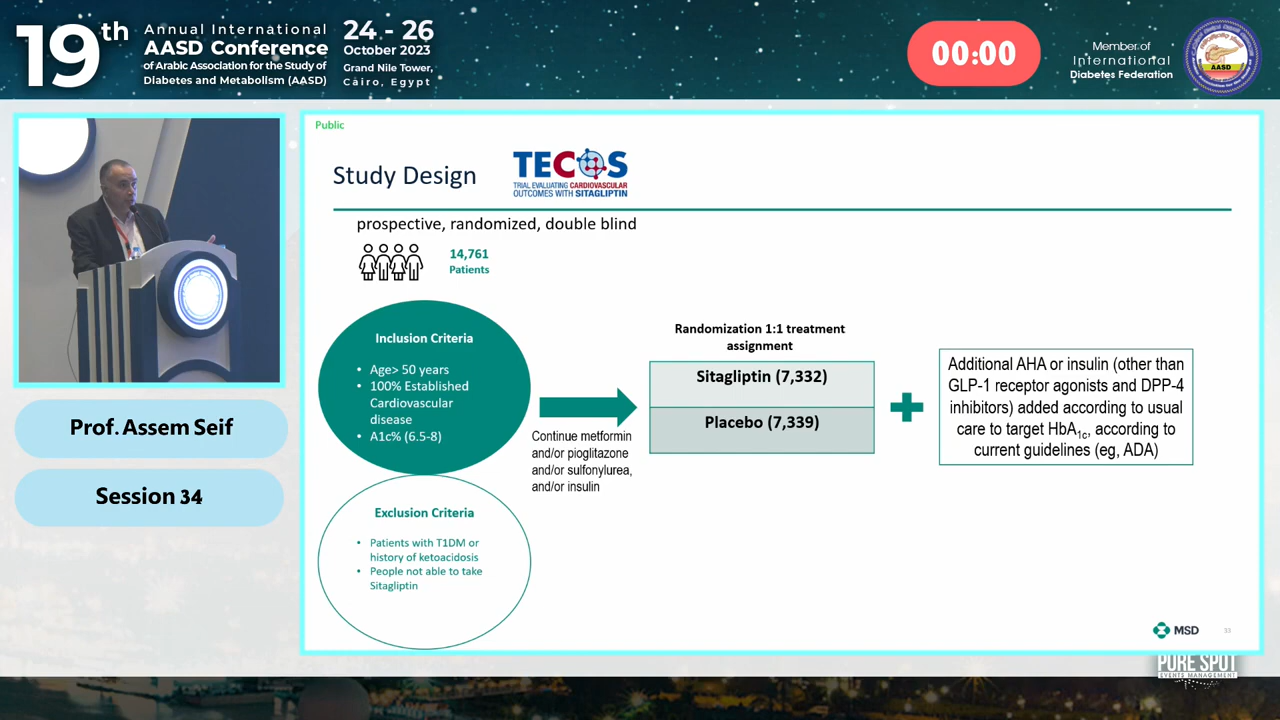 19th
Annual International
AASD Conference
of Arabic Association for the Study of
Diabetes and Metabolism (AASD)
24 - 26
October 2023
Grand Nile Tower,
Cairo, Egypt
00:00
Member of
International
Diabetes Federation
AASD
Public
Study Design
TECOS
TRIAL EVALUATING CARDIOVASCULAR
OUTCOMES WITH SITAGLIPTIN
prospective, randomized, double blind
14,761
Patients
Inclusion Criteria
• Age> 50 years
• 100% Established
Cardiovascular
disease
• A1c% (6.5-8)
Continue metformin
and/or pioglitazone
and/or sulfonylurea,
and/or insulin
Randomization 1:1 treatment
assignment
Sitagliptin (7,332)
Placebo (7,339)
Additional AHA or insulin (other than
GLP-1 receptor agonists and DPP-4
inhibitors) added according to usual
care to target HbA1c, according to
current guidelines (eg, ADA)
Exclusion Criteria
• Patients with T1DM or
history of ketoacidosis
• People not able to take
Sitagliptin
MSD
33
Prof. Assem Seif
Session 34
PURE SPOT
EVENTS MANAGEMENT